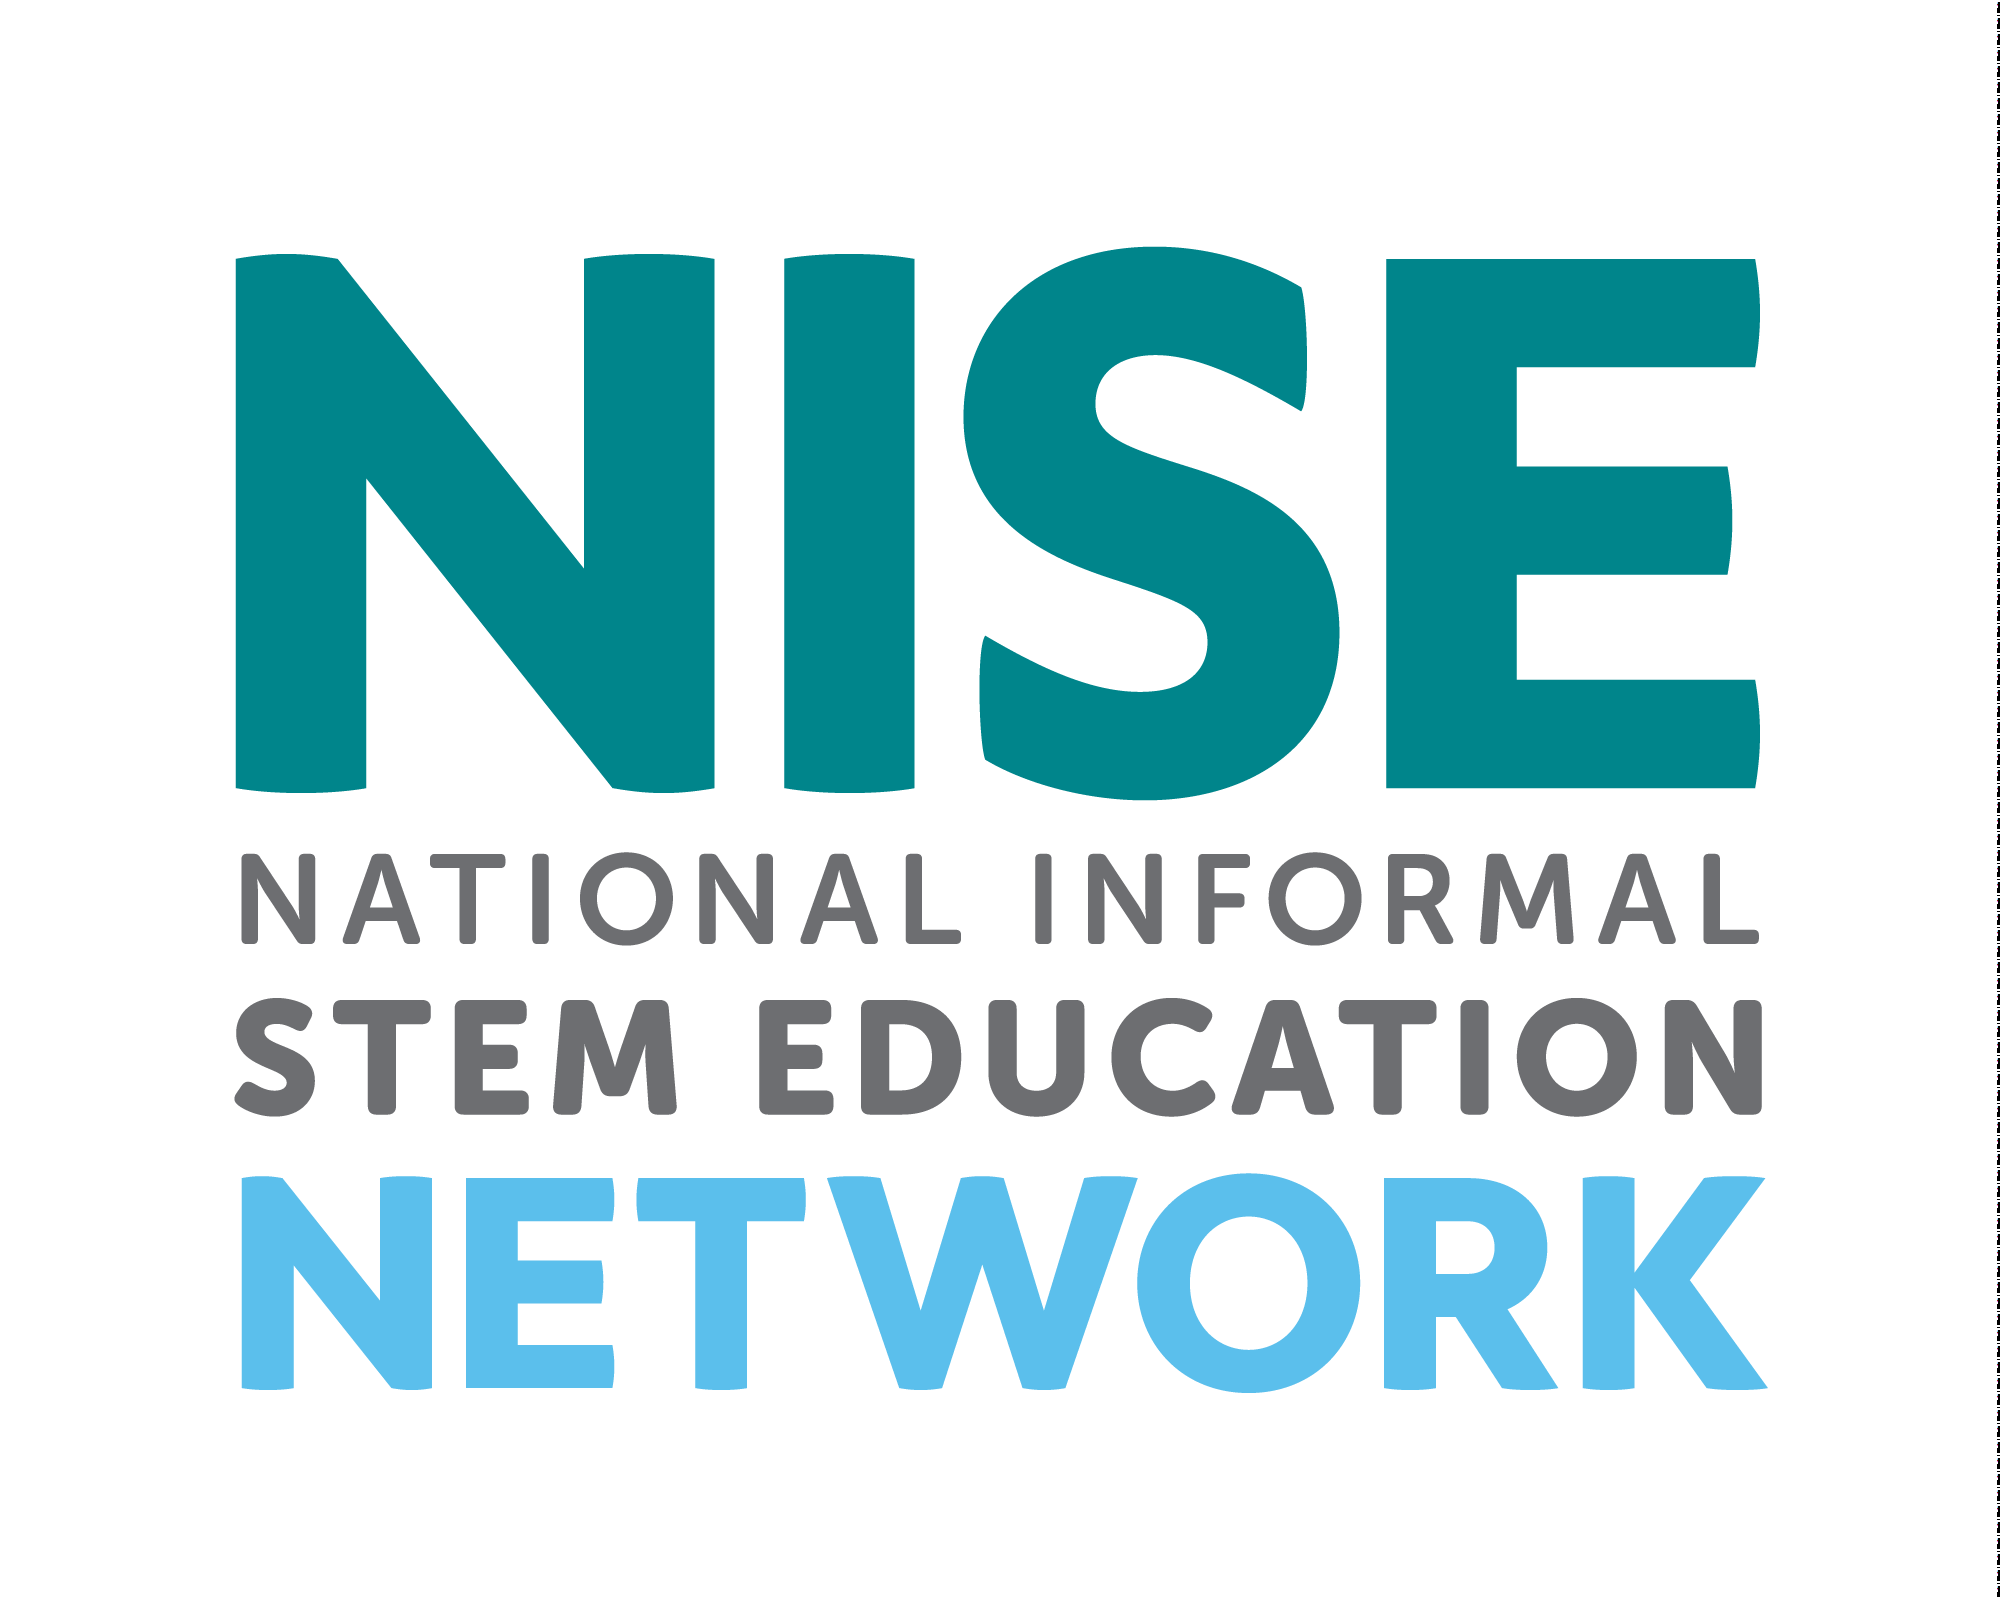 NISE
NATIONAL INFORMAL
STEM EDUCATION
NETWORK